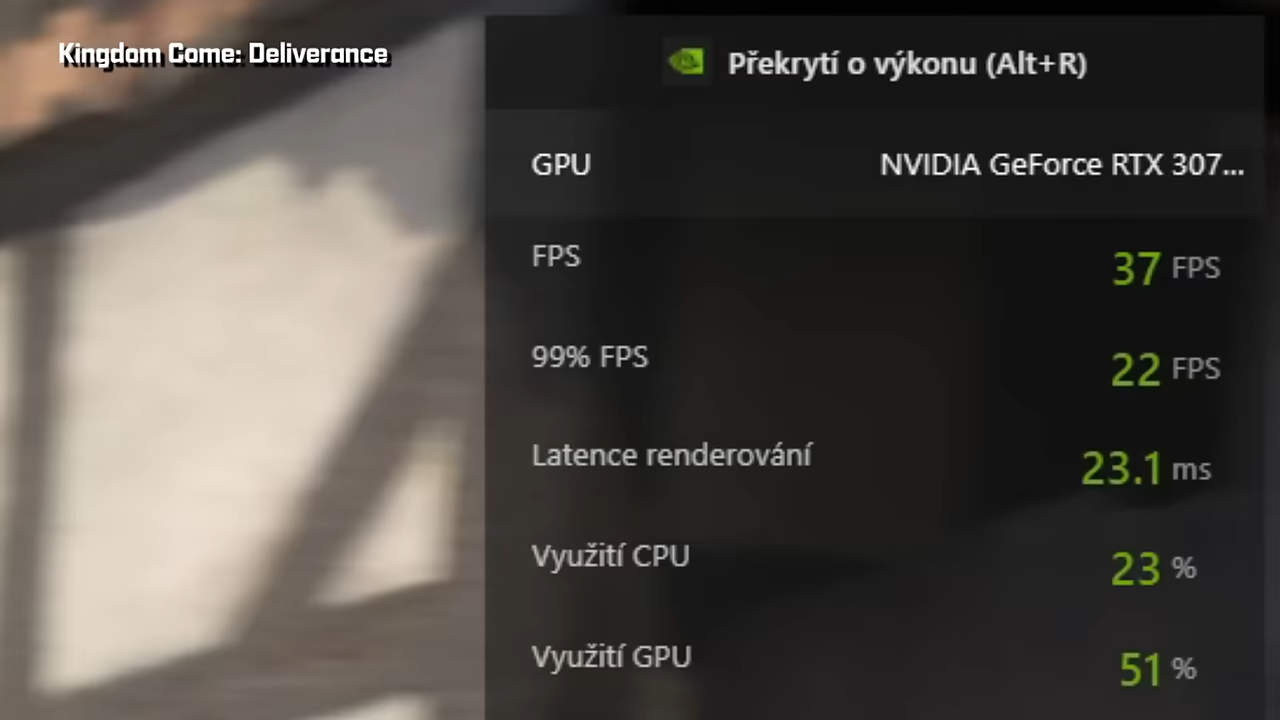 Kingdom Come: Deliverance
Překrytí o výkonu (Alt+R)
GPU NVIDIA GeForce RTX 307...
FPS 37 FPS
99% FPS 22 FPS
Latence renderování 23.1 ms
Využití CPU 23 %
Využití GPU 51 %